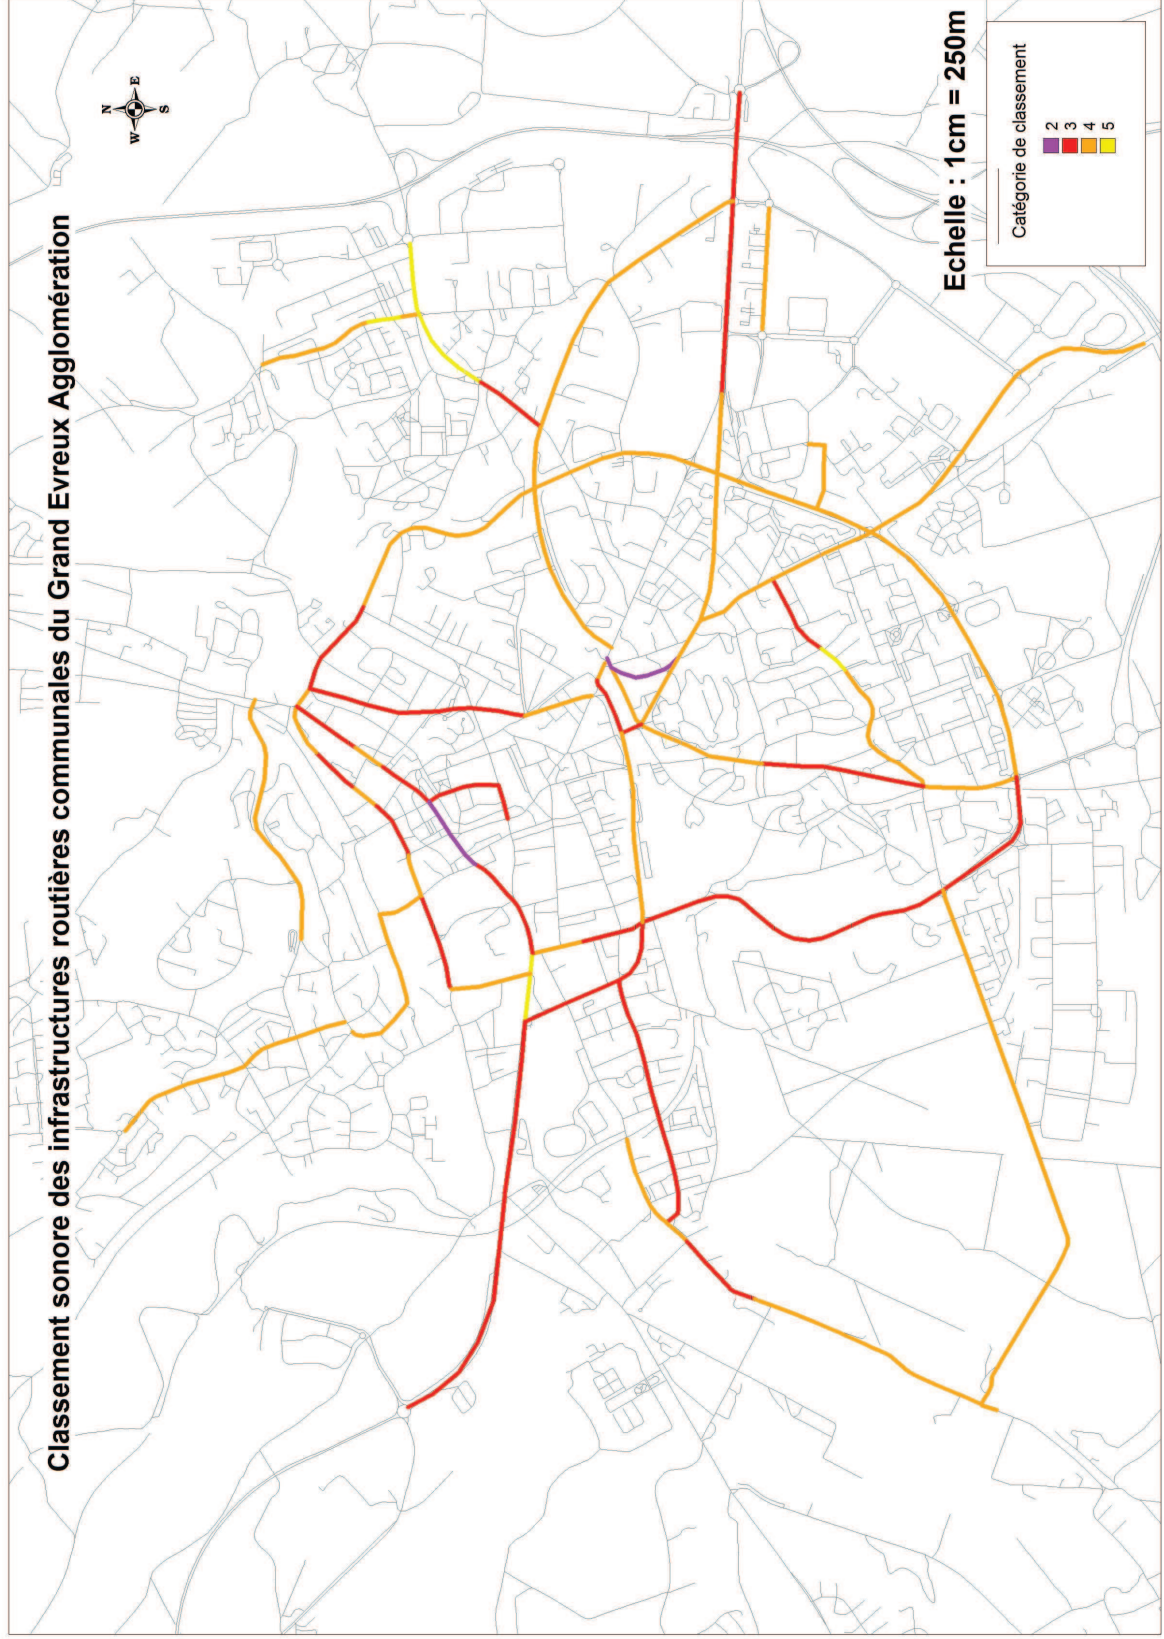 Classement sonore des infrastructures routières communales du Grand Evreux Agglomération
N
W
E
S
Echelle : 1cm = 250m
Catégorie de classement
2
3
4
5